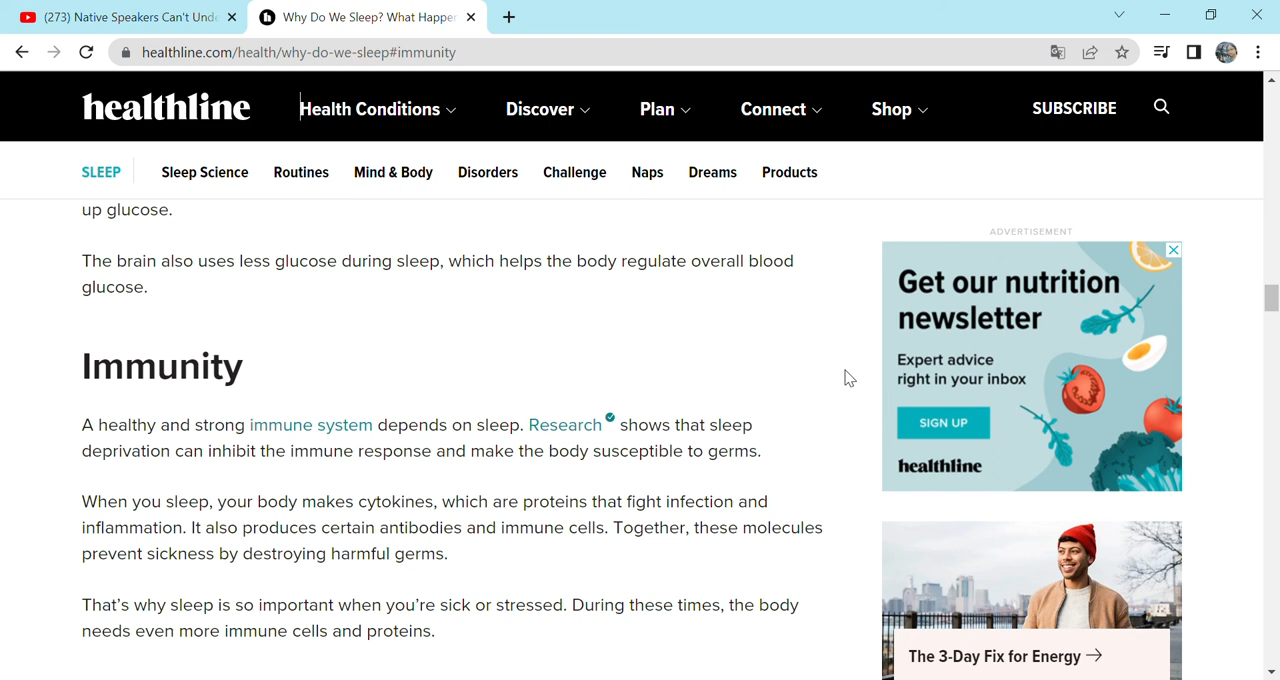 (273) Native Speakers Can't Unde
Why Do We Sleep? What Happen
healthline.com/health/why-do-we-sleep#immunity
healthline
Health Conditions
Discover
Plan
Connect
Shop
SUBSCRIBE
SLEEP
Sleep Science
Routines
Mind & Body
Disorders
Challenge
Naps
Dreams
Products
up glucose.
The brain also uses less glucose during sleep, which helps the body regulate overall blood
glucose.
Immunity
A healthy and strong immune system depends on sleep. Research shows that sleep
deprivation can inhibit the immune response and make the body susceptible to germs.
When you sleep, your body makes cytokines, which are proteins that fight infection and
inflammation. It also produces certain antibodies and immune cells. Together, these molecules
prevent sickness by destroying harmful germs.
That's why sleep is so important when you're sick or stressed. During these times, the body
needs even more immune cells and proteins.
ADVERTISEMENT
Get our nutrition
newsletter
Expert advice
right in your inbox
SIGN UP
healthline
The 3-Day Fix for Energy